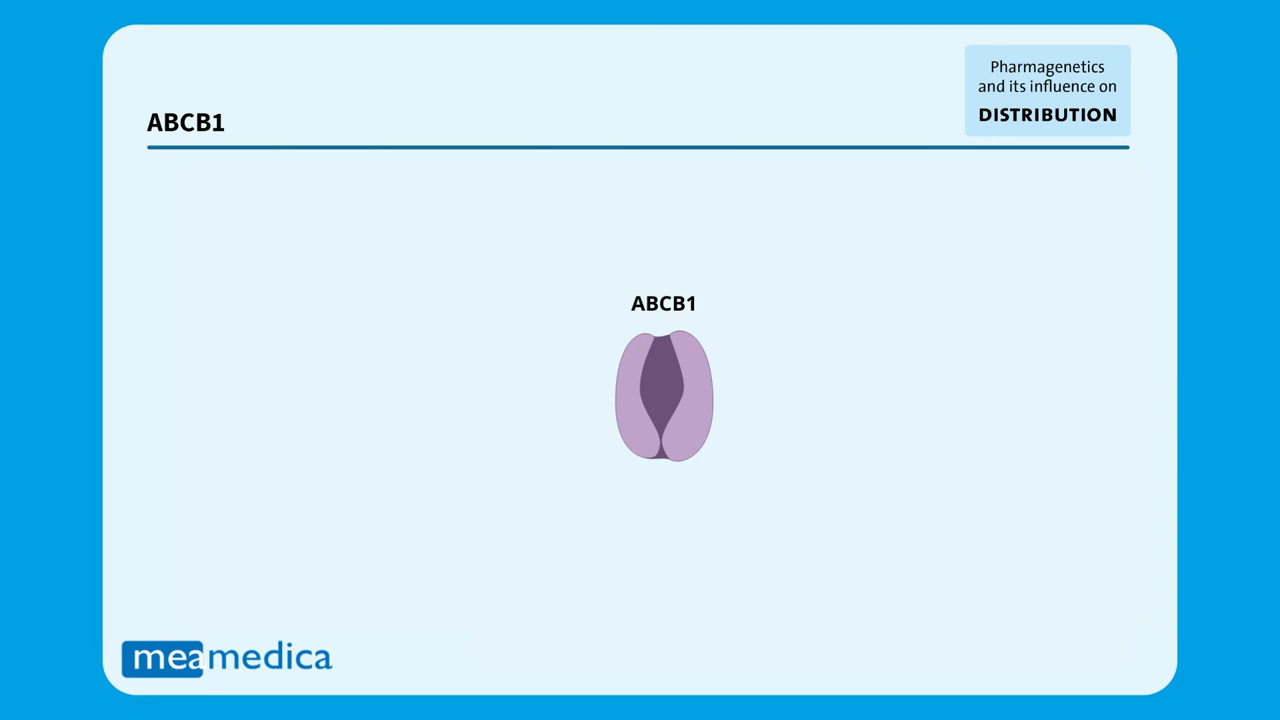 Pharmagenetics
and its influence on
DISTRIBUTION
ABCB1
ABCB1
meamedica